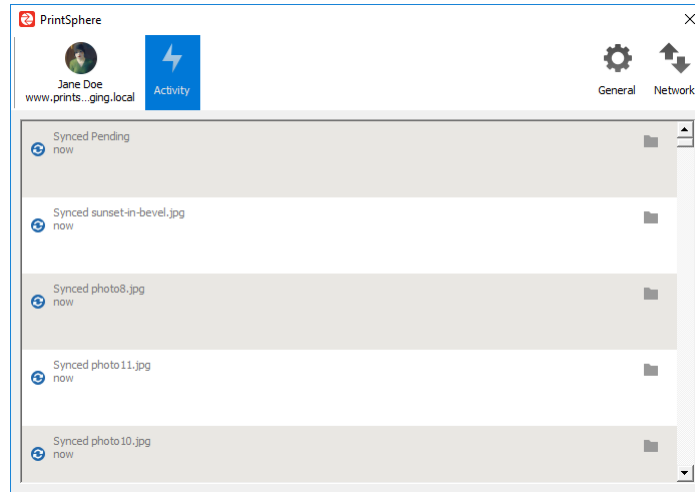 PrintSphere
Jane Doe
www.prints...ging.local
Activity
General
Network
Synced Pending
now
Synced sunset-in-bevel.jpg
now
Synced photo8.jpg
now
Synced photo11.jpg
now
Synced photo10.jpg
now